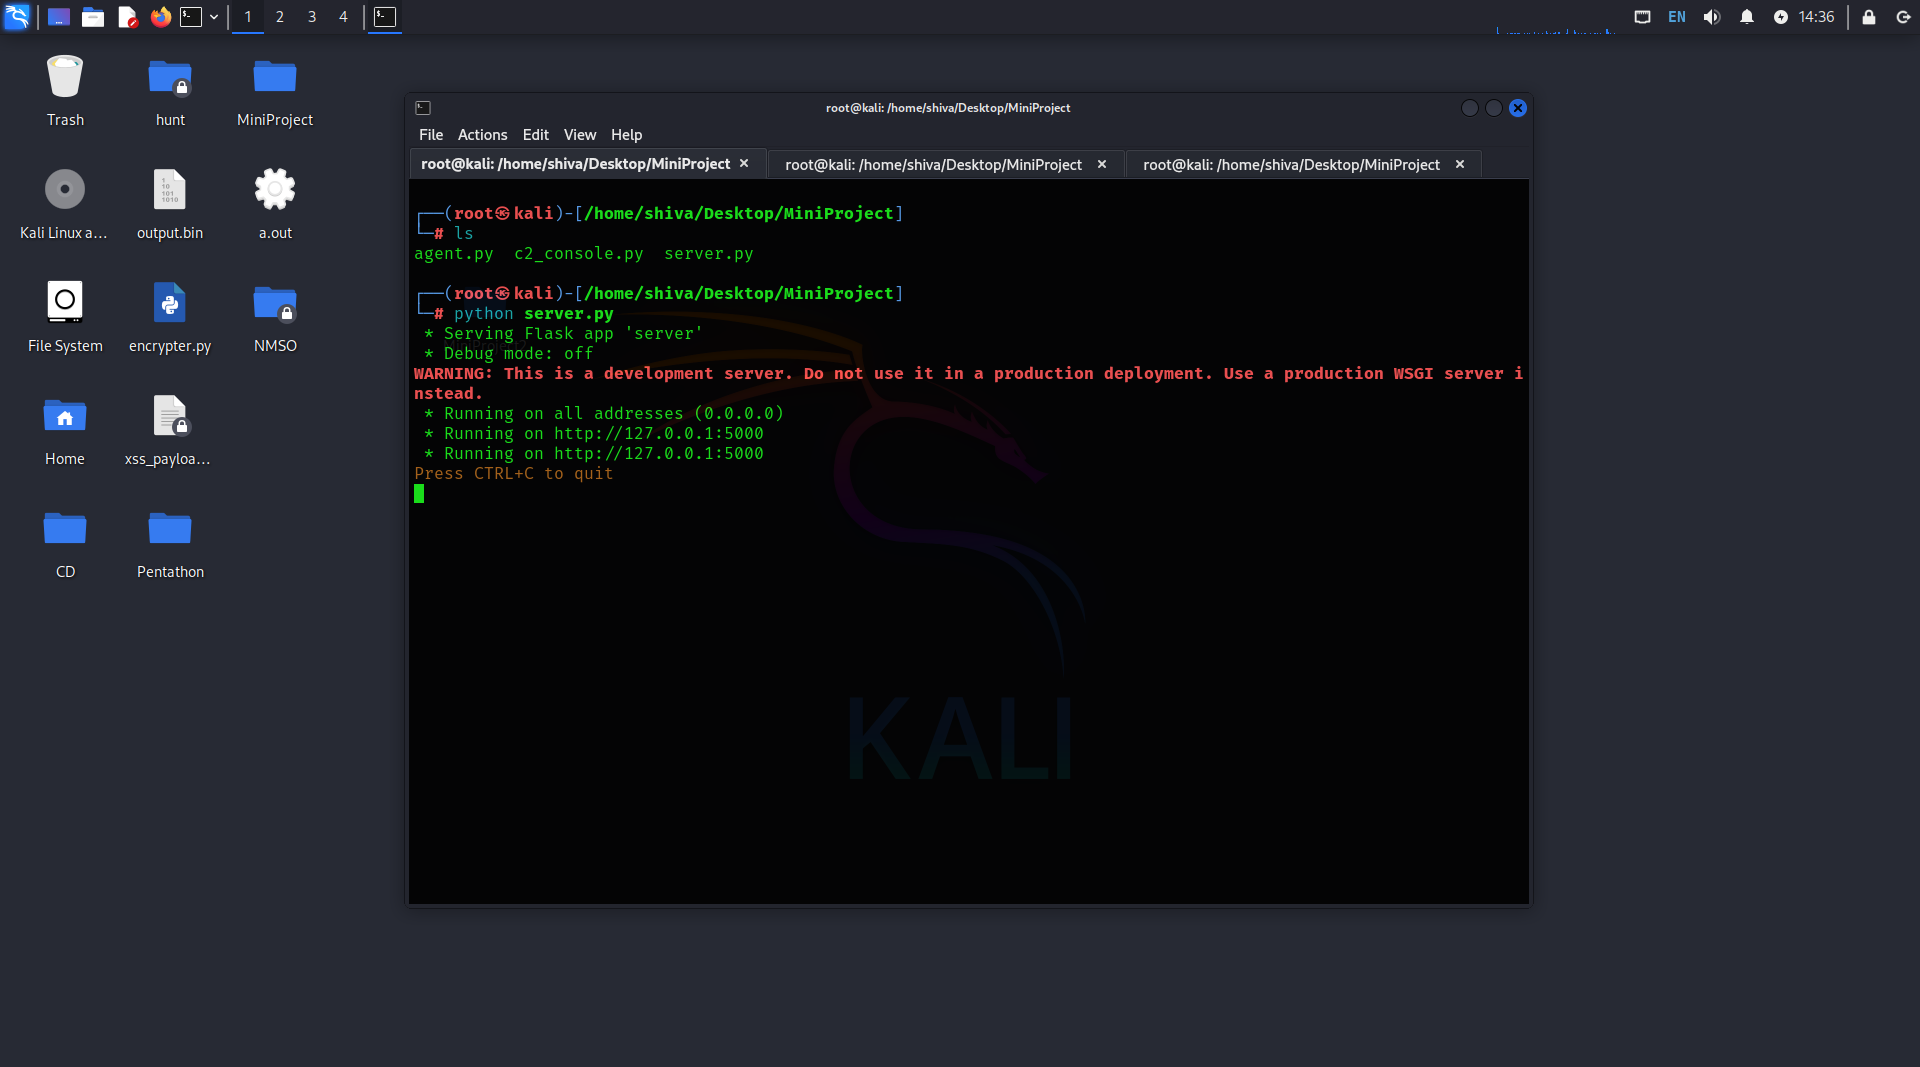 1 2 3 4
EN
14:36
Trash
hunt
MiniProject
Kali Linux a...
output.bin
a.out
File System
encrypter.py
NMSO
Home
xss_payloa...
CD
Pentathon
root@kali: /home/shiva/Desktop/MiniProject
File Actions Edit View Help
root@kali: /home/shiva/Desktop/MiniProject
root@kali: /home/shiva/Desktop/MiniProject
root@kali: /home/shiva/Desktop/MiniProject
┌──(root㉿kali)-[/home/shiva/Desktop/MiniProject]
└─# ls
agent.py c2_console.py server.py
┌──(root㉿kali)-[/home/shiva/Desktop/MiniProject]
└─# python server.py
* Serving Flask app 'server'
* Debug mode: off
WARNING: This is a development server. Do not use it in a production deployment. Use a production WSGI server i
nstead.
* Running on all addresses (0.0.0.0)
* Running on http://127.0.0.1:5000
* Running on http://127.0.0.1:5000
Press CTRL+C to quit
KALI